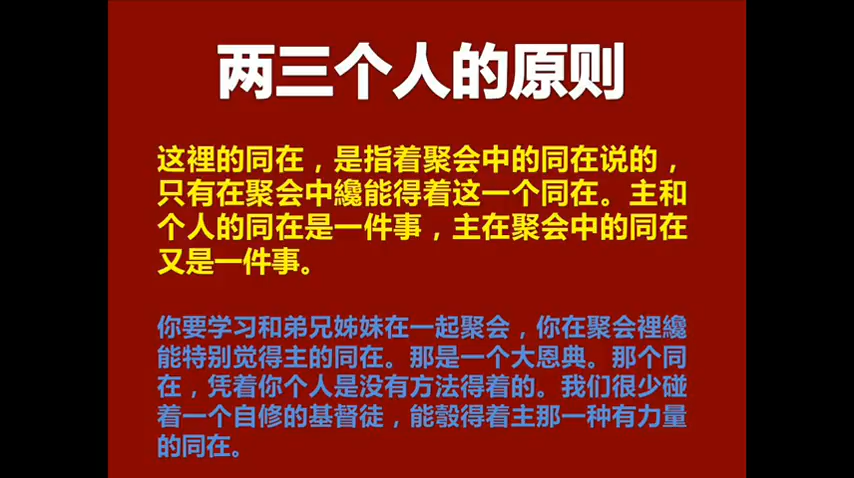 两三个人的原则
这裡的同在，是指着聚会中的同在说的，
只有在聚会中纔能得着这一个同在。主和
个人的同在是一件事，主在聚会中的同在
又是一件事。
你要学习和弟兄姊妹在一起聚会，你在聚会裡纔
能特别觉得主的同在。那是一个大恩典。那个同
在，凭着你个人是没有方法得着的。我们很少碰
着一个自修的基督徒，能彀得着主那一种有力量
的同在。